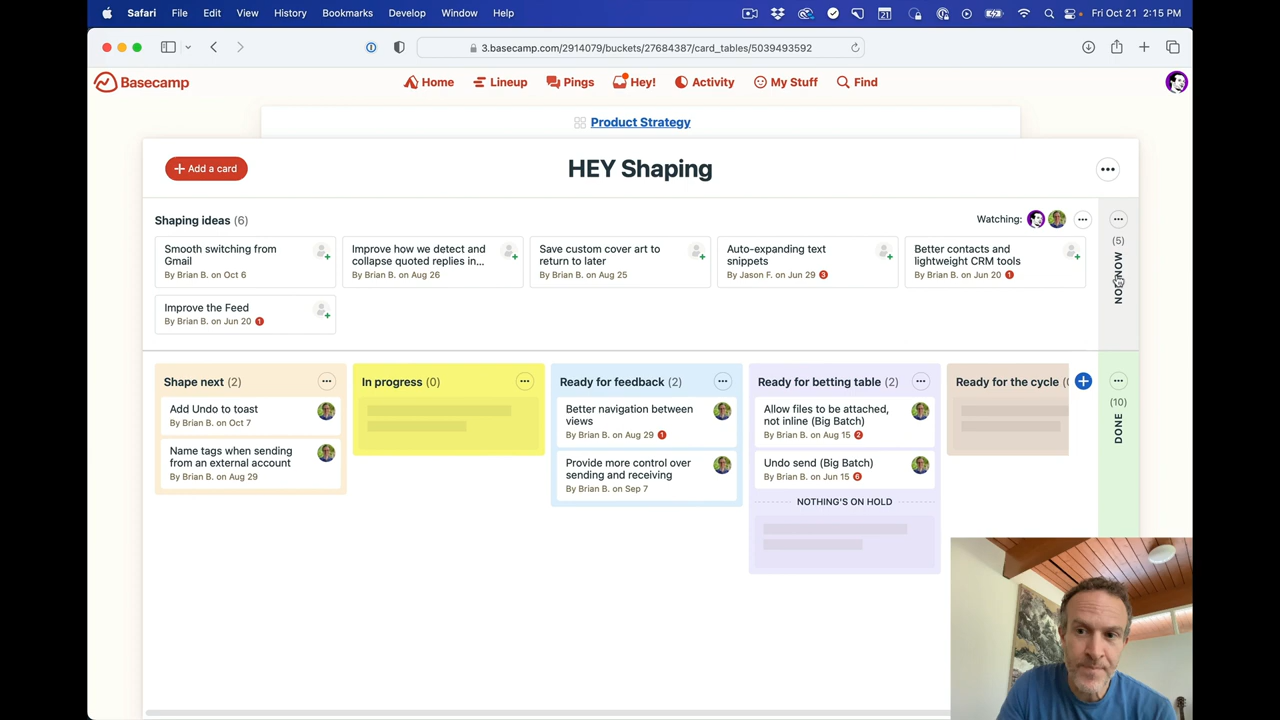 Safari File Edit View History Bookmarks Develop Window Help 21 Fri Oct 21 2:15 PM
3.basecamp.com/2914079/buckets/27684387/card_tables/5039493592
Basecamp Home Lineup Pings Hey! Activity My Stuff Find
Product Strategy
+ Add a card
HEY Shaping
Shaping ideas (6)
Watching:
Smooth switching from
Gmail
By Brian B. on Oct 6
Improve how we detect and
collapse quoted replies in...
By Brian B. on Aug 26
Save custom cover art to
return to later
By Brian B. on Aug 25
Auto-expanding text
snippets
By Jason F. on Jun 29 3
Better contacts and
lightweight CRM tools
By Brian B. on Jun 20 1
Improve the Feed
By Brian B. on Jun 20 1
(5)
NOT NOW
Shape next (2)
Add Undo to toast
By Brian B. on Oct 7
Name tags when sending
from an external account
By Brian B. on Aug 29
In progress (0)
Ready for feedback (2)
Better navigation between
views
By Brian B. on Aug 29 1
Provide more control over
sending and receiving
By Brian B. on Sep 7
Ready for betting table (2)
Allow files to be attached,
not inline (Big Batch)
By Brian B. on Aug 15 2
Undo send (Big Batch)
By Brian B. on Jun 15 6
NOTHING'S ON HOLD
Ready for the cycle
(10)
DONE